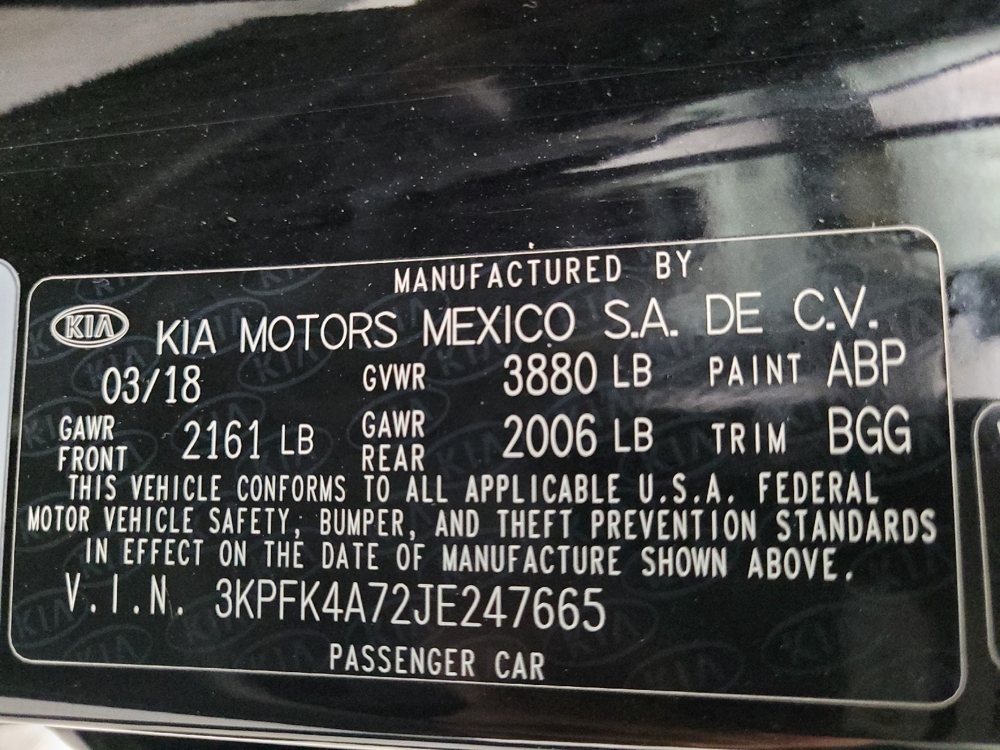 MANUFACTURED BY
KIA KIA MOTORS MEXICO S.A. DE C.V.
03/18 GVWR 3880 LB PAINT ABP
GAWR FRONT 2161 LB GAWR REAR 2006 LB TRIM BGG
THIS VEHICLE CONFORMS TO ALL APPLICABLE U.S.A. FEDERAL
MOTOR VEHICLE SAFETY, BUMPER, AND THEFT PREVENTION STANDARDS
IN EFFECT ON THE DATE OF MANUFACTURE SHOWN ABOVE.
V.I.N. 3KPFK4A72JE247665
PASSENGER CAR